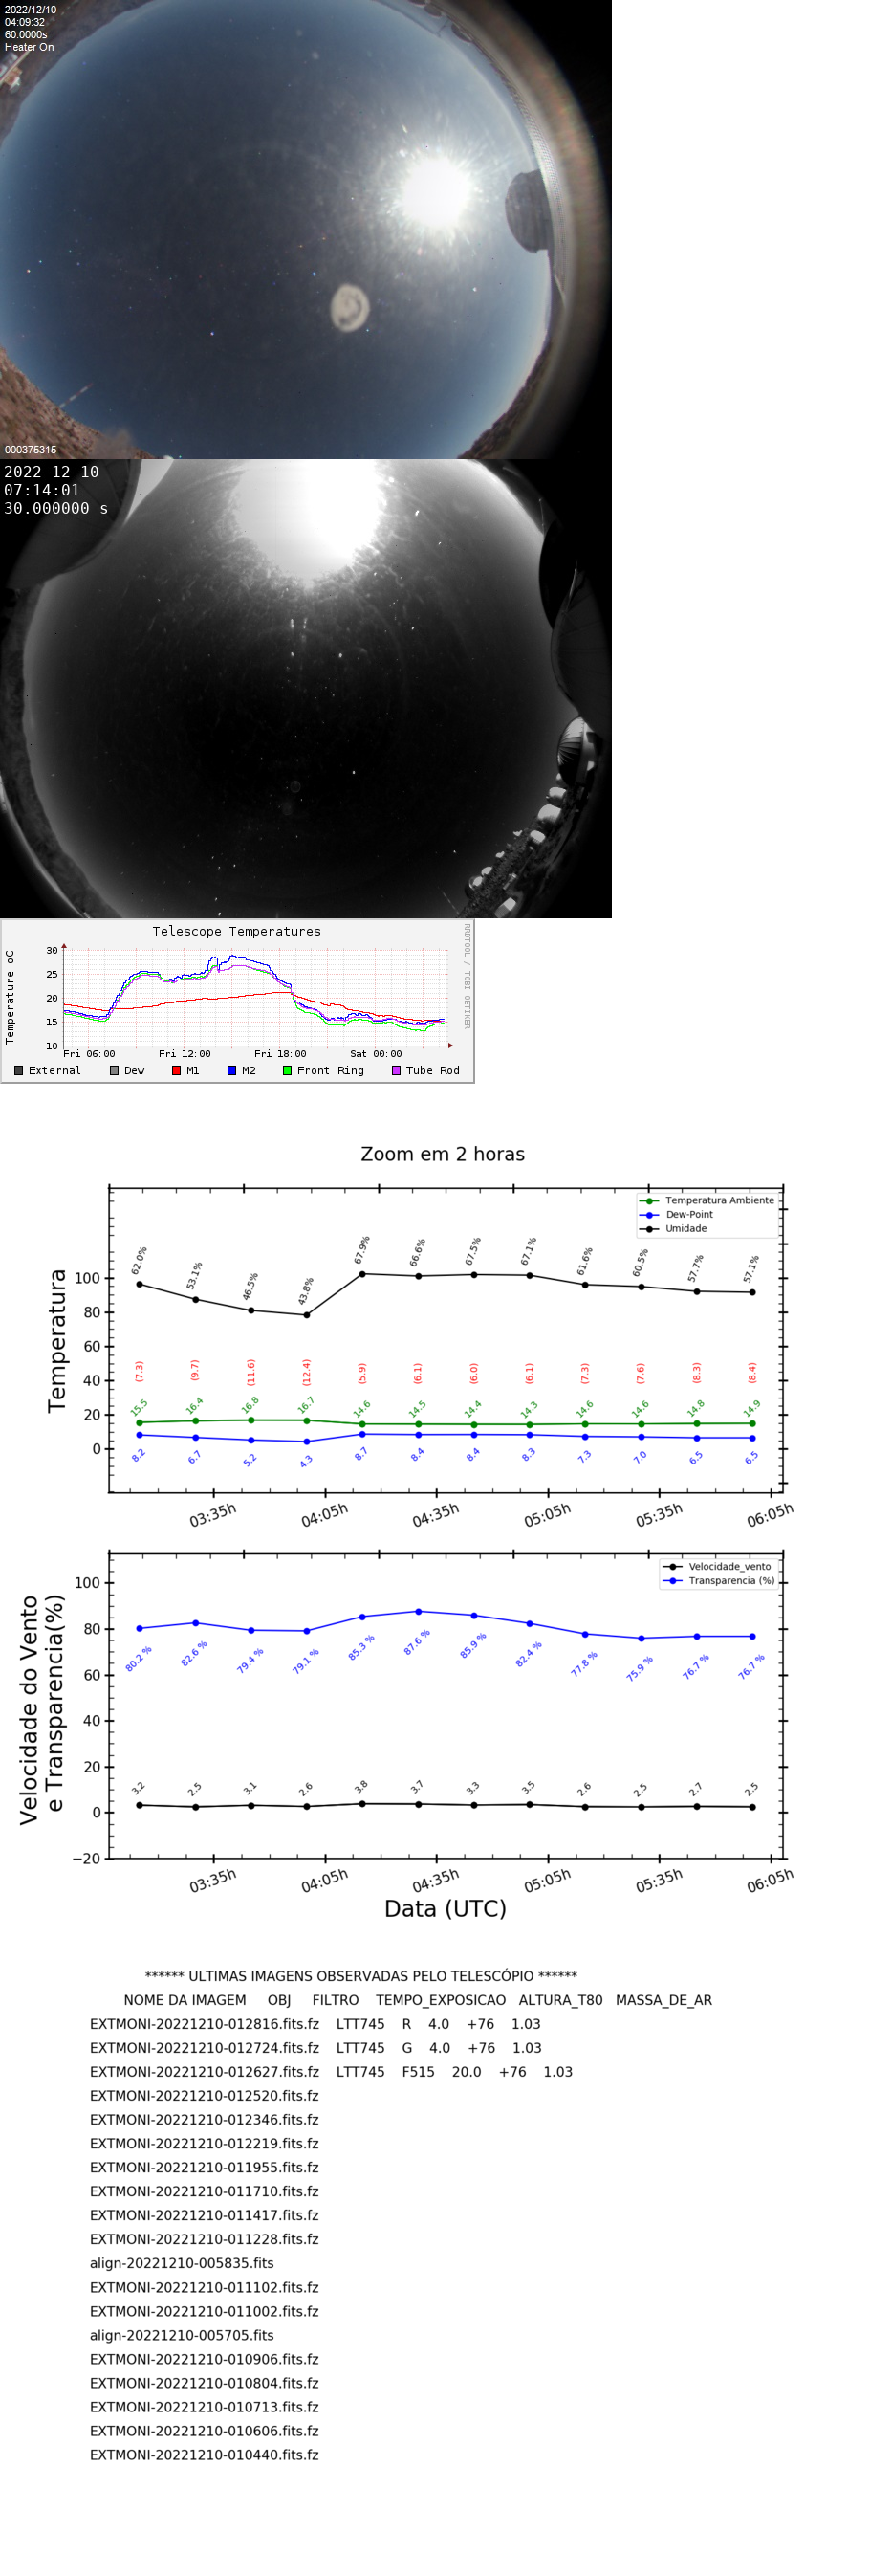 2022/12/10
04:09:32
60.0000s
Heater On
000375315
2022-12-10
07:14:01
30.000000 s
Telescope Temperatures
RRDTOOL / TOBI OETIKER
Temperature oC
30
25
20
15
10
Fri 06:00 Fri 12:00 Fri 18:00 Sat 00:00
External Dew M1 M2 Front Ring Tube Rod
Zoom em 2 horas
Temperatura Ambiente
Dew-Point
Umidade
Temperatura
100
80
60
40
20
0
62.0% 53.1% 46.5% 43.8% 67.9% 66.6% 67.5% 67.1% 61.6% 60.5% 57.7% 57.1%
(7.3) (9.7) (11.6) (12.4) (5.9) (6.1) (6.0) (6.1) (7.3) (7.6) (8.3) (8.4)
15.5 16.4 16.8 16.7 14.6 14.5 14.4 14.3 14.6 14.6 14.8 14.9
8.2 6.7 5.2 4.3 8.7 8.4 8.4 8.3 7.3 7.0 6.5 6.5
03:35h 04:05h 04:35h 05:05h 05:35h 06:05h
Velocidade_vento
Transparencia (%)
Velocidade do Vento
e Transparencia(%)
100
80
60
40
20
0
−20
80.2 % 82.6 % 79.4 % 79.1 % 85.3 % 87.6 % 85.9 % 82.4 % 77.8 % 75.9 % 76.7 % 76.7 %
3.2 2.5 3.1 2.6 3.8 3.7 3.3 3.5 2.6 2.5 2.7 2.5
03:35h 04:05h 04:35h 05:05h 05:35h 06:05h
Data (UTC)
****** ULTIMAS IMAGENS OBSERVADAS PELO TELESCÓPIO ******
NOME DA IMAGEM OBJ FILTRO TEMPO_EXPOSICAO ALTURA_T80 MASSA_DE_AR
EXTMONI-20221210-012816.fits.fz LTT745 R 4.0 +76 1.03
EXTMONI-20221210-012724.fits.fz LTT745 G 4.0 +76 1.03
EXTMONI-20221210-012627.fits.fz LTT745 F515 20.0 +76 1.03
EXTMONI-20221210-012520.fits.fz
EXTMONI-20221210-012346.fits.fz
EXTMONI-20221210-012219.fits.fz
EXTMONI-20221210-011955.fits.fz
EXTMONI-20221210-011710.fits.fz
EXTMONI-20221210-011417.fits.fz
EXTMONI-20221210-011228.fits.fz
align-20221210-005835.fits
EXTMONI-20221210-011102.fits.fz
EXTMONI-20221210-011002.fits.fz
align-20221210-005705.fits
EXTMONI-20221210-010906.fits.fz
EXTMONI-20221210-010804.fits.fz
EXTMONI-20221210-010713.fits.fz
EXTMONI-20221210-010606.fits.fz
EXTMONI-20221210-010440.fits.fz